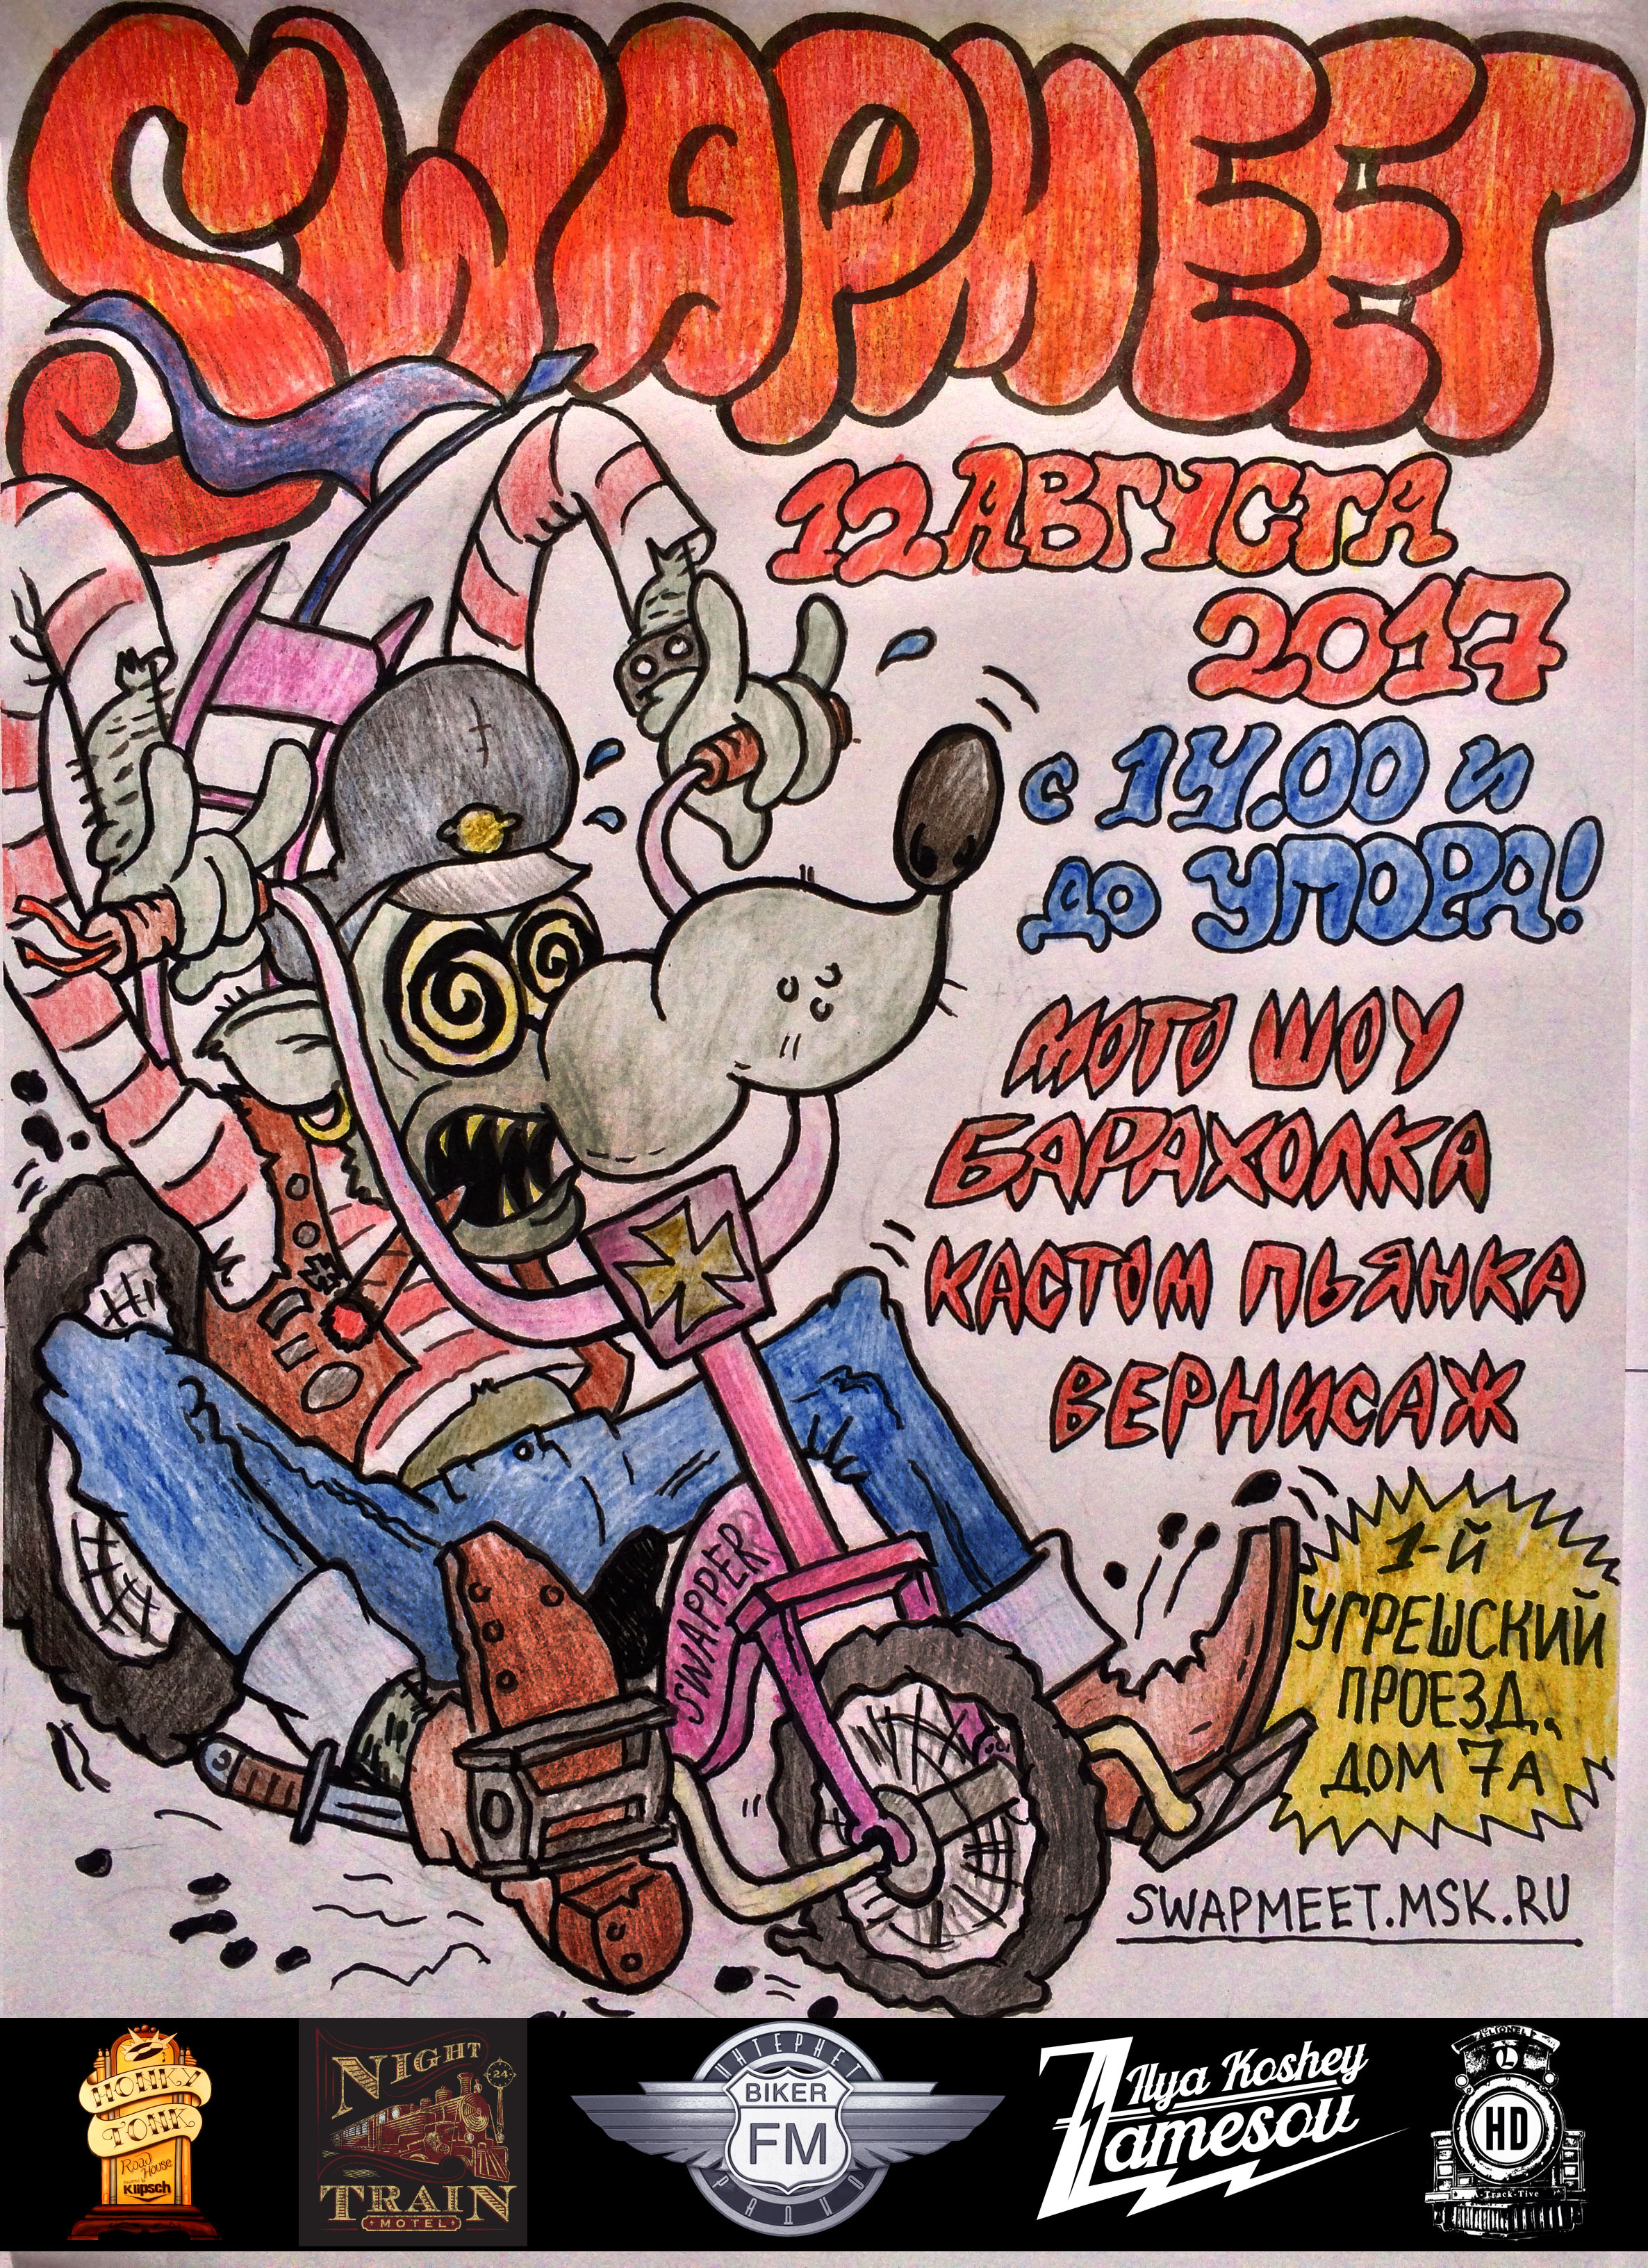 SWAPMEET
12 АВГУСТА
2017
С 14.00 И
ДО УПОРА!
МОТО ШОУ
БАРАХОЛКА
КАСТОМ ПЬЯНКА
ВЕРНИСАЖ
1-Й
УГРЕШСКИЙ
ПРОЕЗД,
ДОМ 7А
SWAPPER
SWAPMEET.MSK.RU
HONKY
TONK
Road
House
Klipsch
NIGHT
24
TRAIN
MOTEL
ИНТЕРНЕТ
BIKER
FM
РАДИО
Ilya Koshey
Zamesov
LIONEL
L
HD
A-Track-Tive